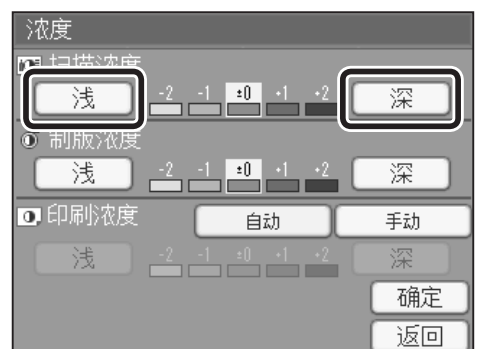 浓度
扫描浓度
浅 -2 -1 ±0 +1 +2 深
制版浓度
浅 -2 -1 ±0 +1 +2 深
印刷浓度 自动 手动
浅 -2 -1 ±0 +1 +2 深
确定
返回